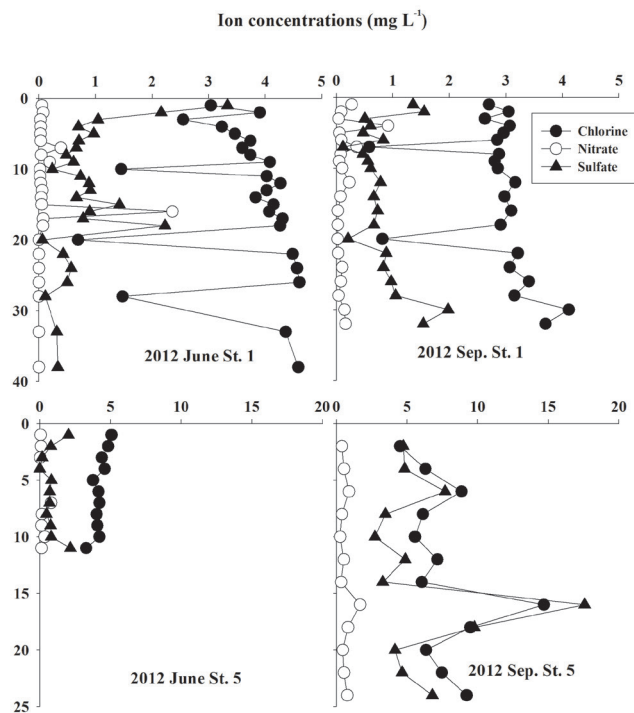 Ion concentrations (mg L-1)
0 1 2 3 4 5
0 1 2 3 4 5
0
10
20
30
40
Chlorine
Nitrate
Sulfate
2012 June St. 1
2012 Sep. St. 1
0 5 10 15 20
0 5 10 15 20
0
5
10
15
20
25
2012 June St. 5
2012 Sep. St. 5